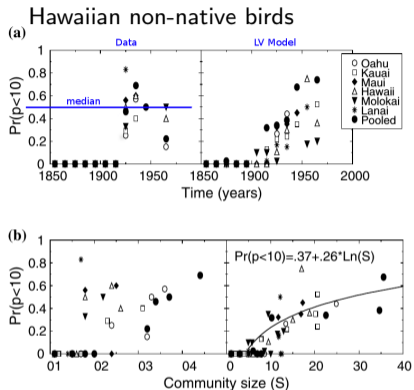 Hawaiian non-native birds
(a)
Data
LV Model
Pr(p<10)
1
0.8
0.6
0.4
0.2
0
median
Oahu
Kauai
Maui
Hawaii
Molokai
Lanai
Pooled
1850 1900 1950 1850 1900 1950 2000
Time (years)
(b)
Pr(p<10)
1
0.8
0.6
0.4
0.2
0
Pr(p<10)=.37+.26*Ln(S)
01 01 02 03 04 0 10 20 30 40
Community size (S)